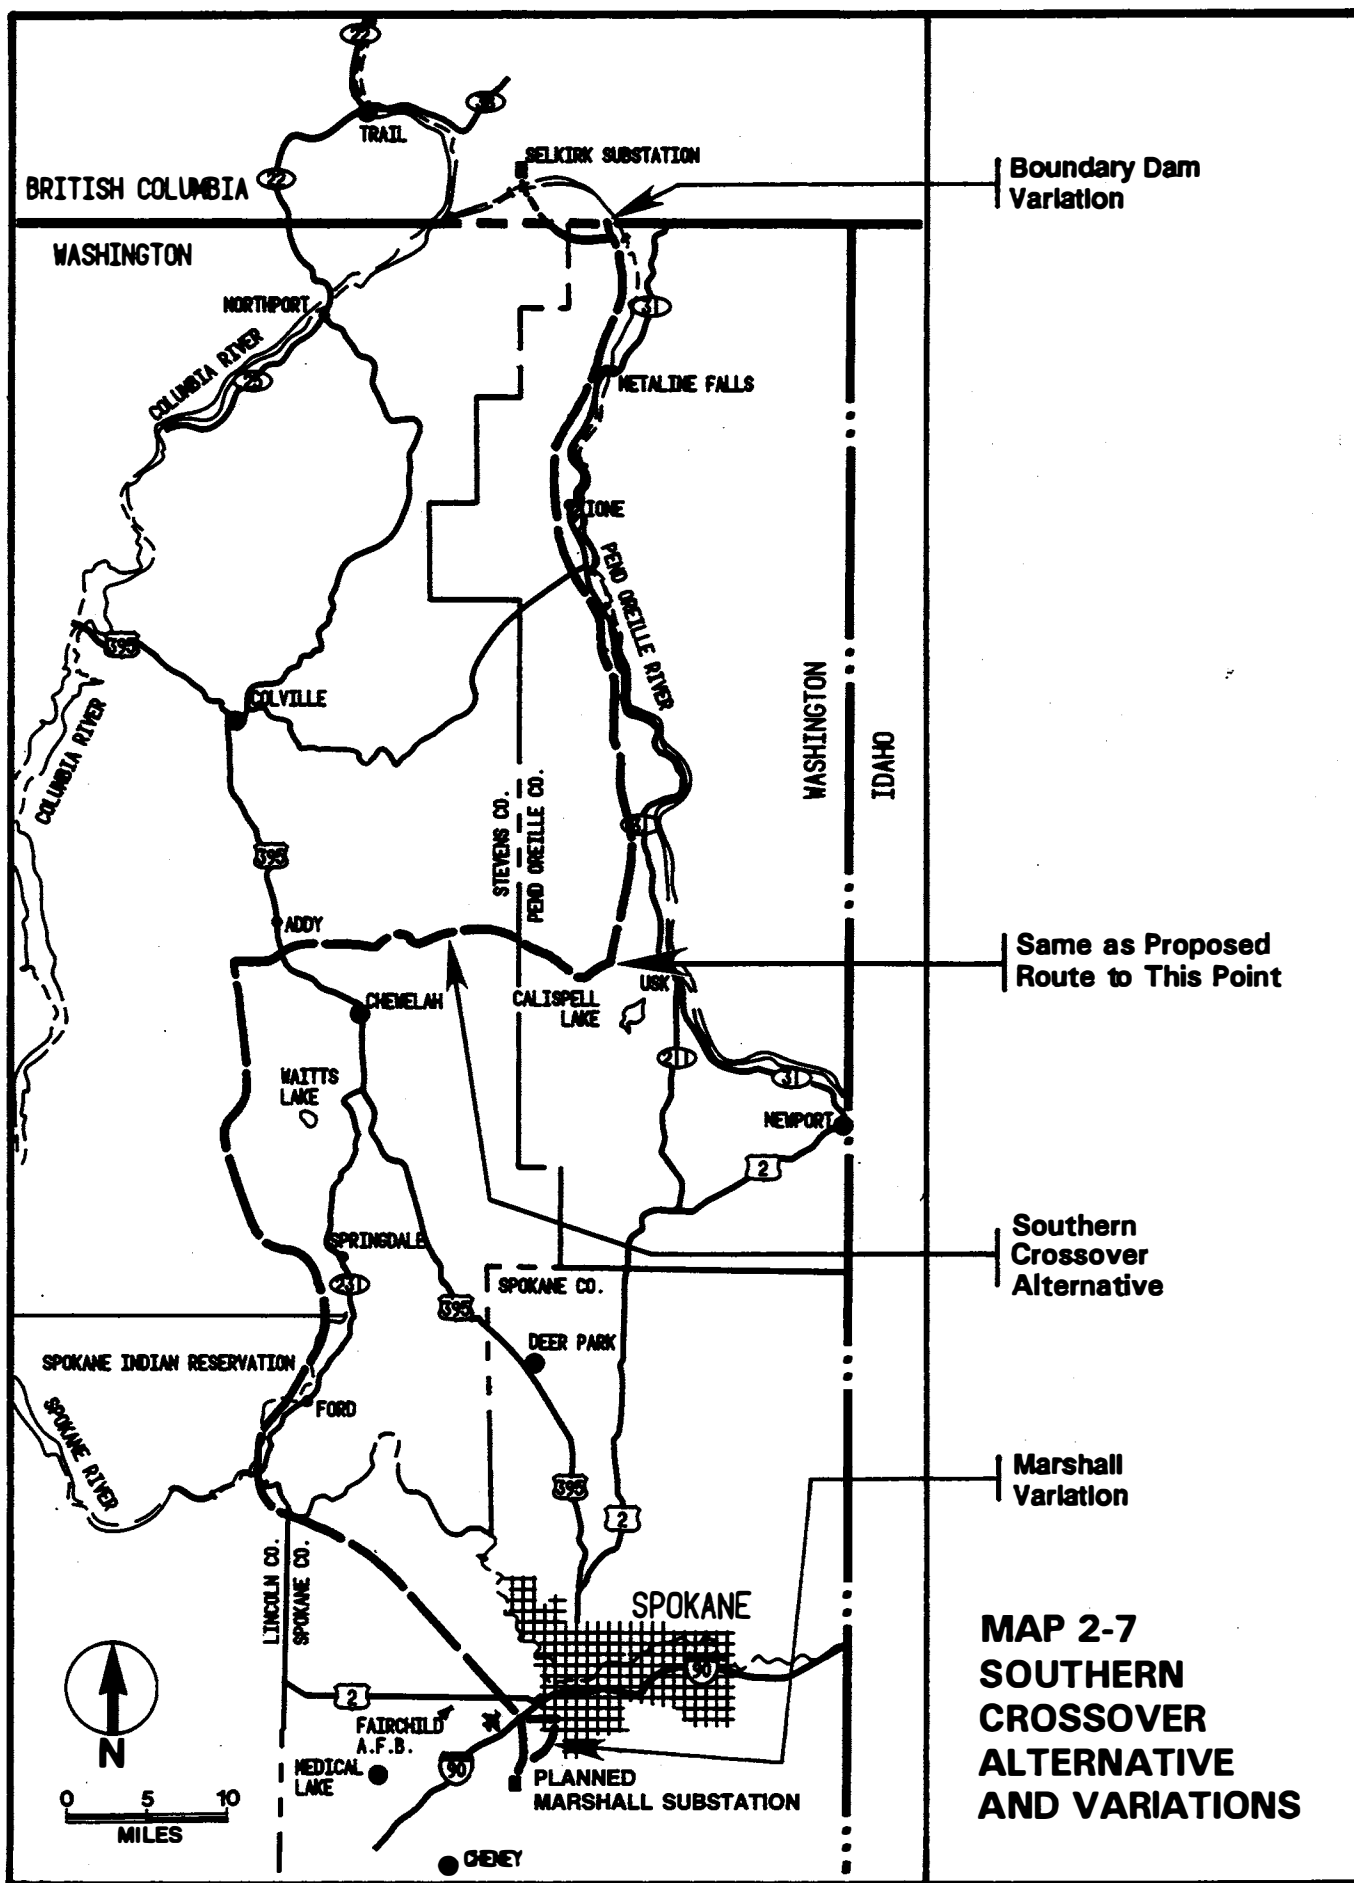 22
TRAIL
SELKIRK SUBSTATION
Boundary Dam
Variation
22
BRITISH COLUMBIA
WASHINGTON
NORTHPORT
31
COLUMBIA RIVER
25
METALINE FALLS
IONE
PEND OREILLE RIVER
395
COLVILLE
COLUMBIA RIVER
WASHINGTON
IDAHO
STEVENS CO.
PEND OREILLE CO.
395
ADDY
Same as Proposed
Route to This Point
USK
CALISPELL
LAKE
CHEWELAH
211
31
WAITTS
LAKE
NEWPORT
2
Southern
Crossover
Alternative
SPRINGDALE
231
SPOKANE CO.
395
DEER PARK
SPOKANE INDIAN RESERVATION
FORD
SPOKANE RIVER
Marshall
Variation
395
2
LINCOLN CO.
SPOKANE CO.
SPOKANE
90
2
FAIRCHILD
A.F.B.
MEDICAL
LAKE
90
PLANNED
MARSHALL SUBSTATION
CHENEY
N
0 5 10
MILES
MAP 2-7
SOUTHERN
CROSSOVER
ALTERNATIVE
AND VARIATIONS